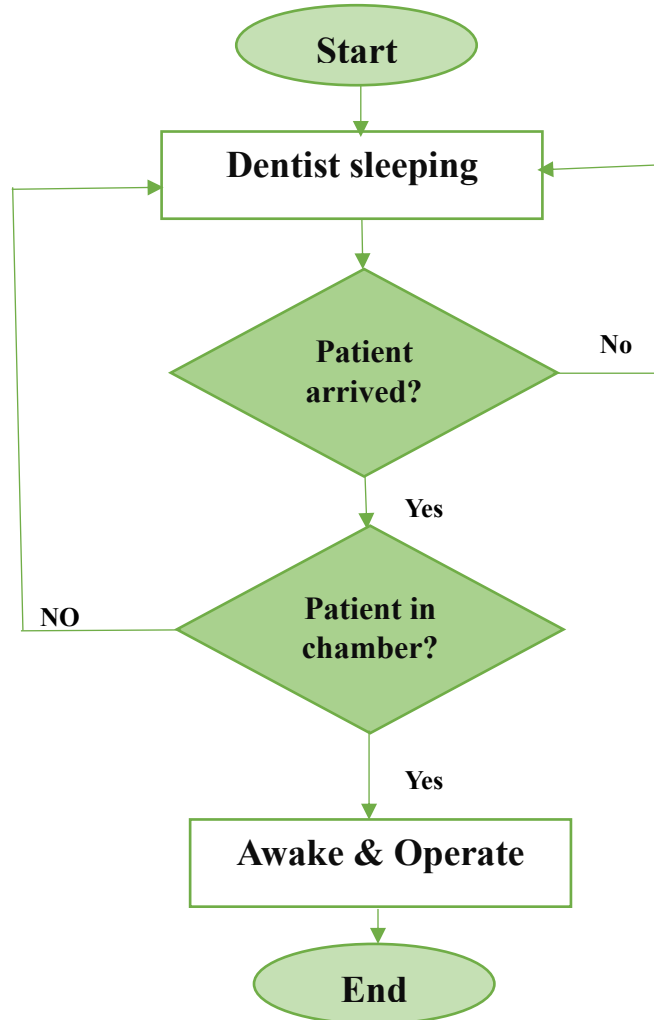 Start
Dentist sleeping
Patient
arrived?
No
Yes
Patient in
chamber?
NO
Yes
Awake & Operate
End